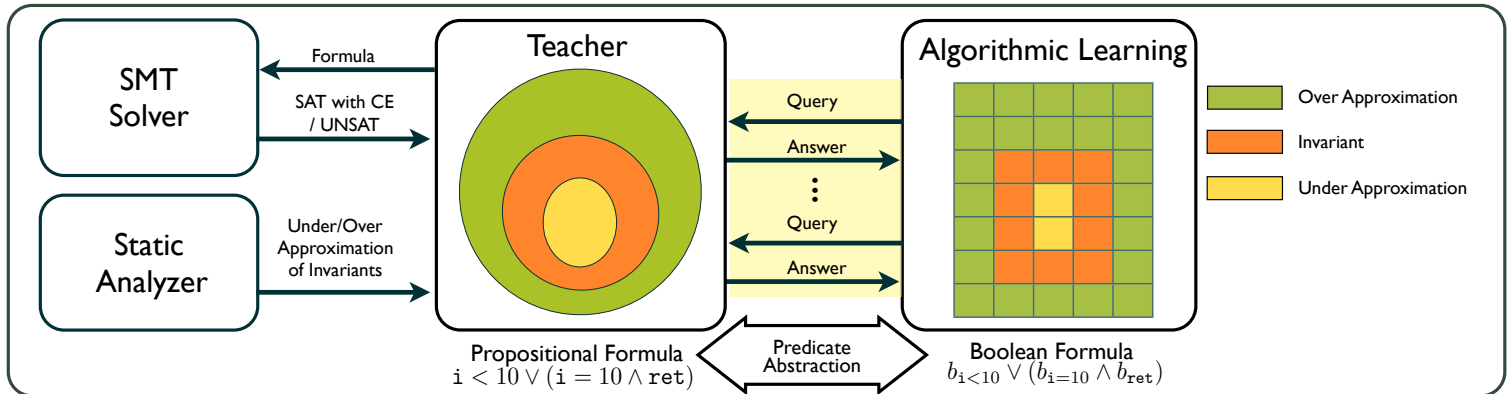 SMT
Solver
Formula
SAT with CE
/ UNSAT
Static
Analyzer
Under/Over
Approximation
of Invariants
Teacher
Query
Answer
⋮
Query
Answer
Algorithmic Learning
Over Approximation
Invariant
Under Approximation
Propositional Formula
i < 10 ∨ (i = 10 ∧ ret)
Predicate
Abstraction
Boolean Formula
b_{i<10} ∨ (b_{i=10} ∧ b_{ret})